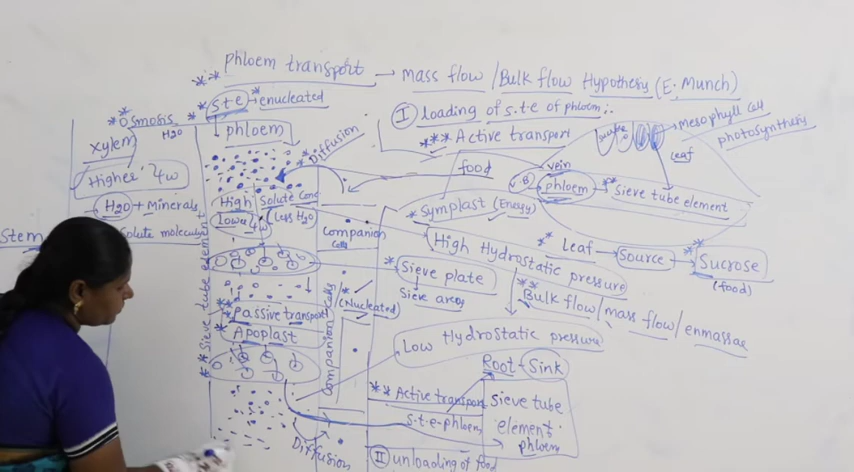 ** Phloem transport → Mass flow / Bulk flow Hypothesis (E. Munch)
* s.t.e → *enucleated
* Osmosis
H₂O
phloem
xylem
Higher ψw
H₂O + Minerals
Stem
Solute molecules
** Sieve tube element
I loading of s.t.e of phloem :-
*** Active transport
* Diffusion
food
vein
phloem → * Sieve tube element
mesophyll cell
photosynthesis
Leaf
High Solute Conc
Lower ψw (Less H₂O)
Companion
cells
* Symplast (Energy)
High Hydrostatic pressure
* Leaf → Source → Sucrose
(food)
* Sieve plate
Sieve areas
(* Nucleated)
** Bulk flow / mass flow / enmassae
Passive transport
* Apoplast
Companion cells
Low Hydrostatic pressure
Root - Sink
** Active transport
s.t.e-phloem
Sieve tube
element
phloem
Diffusion
II unloading of food